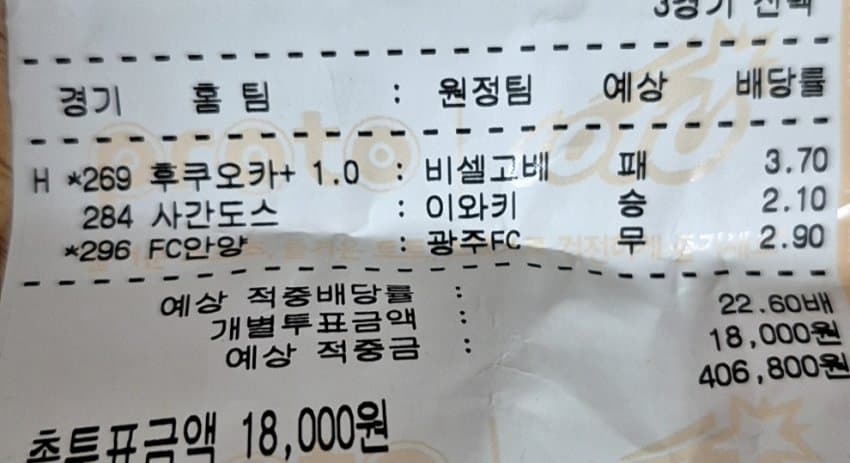 3경기 선택
경기 홈 팀 : 원정팀 예상 배당률
H *269 후쿠오카+ 1.0 : 비셀고베 패 3.70
284 사간도스 : 이와키 승 2.10
*296 FC안양 : 광주FC 무 2.90
예상 적중배당률 : 22.60배
개별투표금액 : 18,000원
예상 적중금 : 406,800원
총투표금액 18,000원